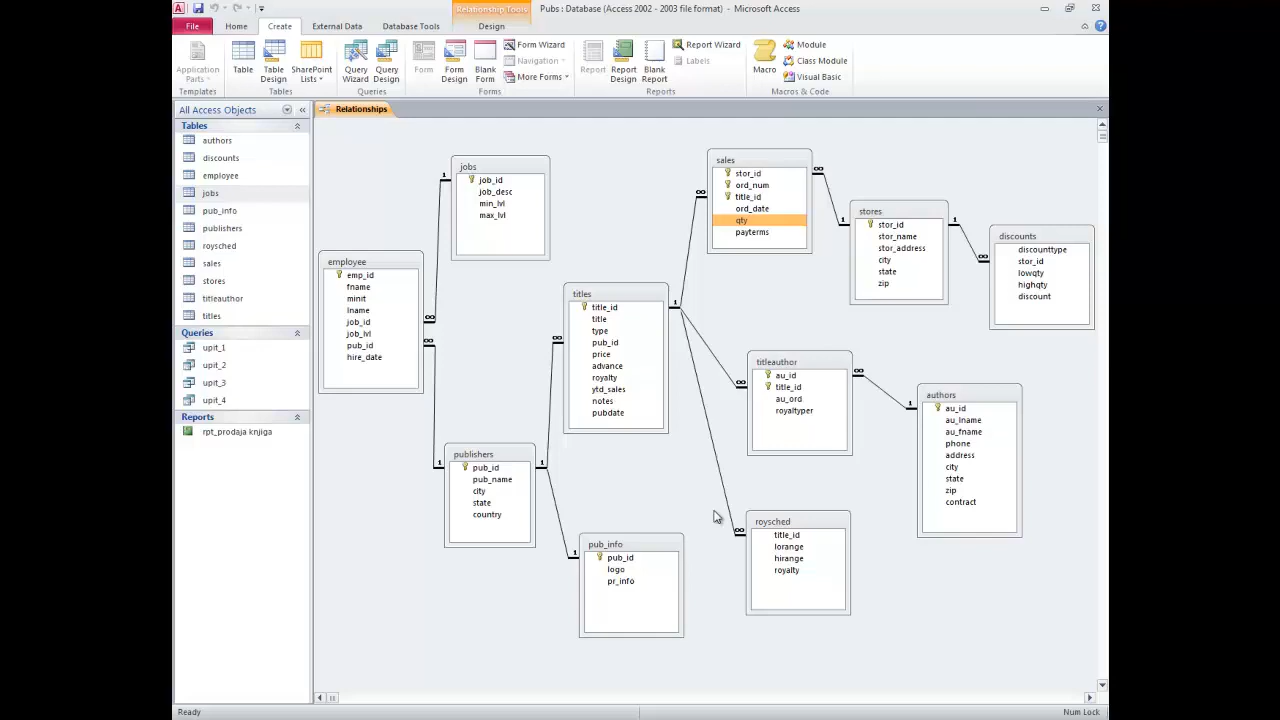 Relationship Tools
Pubs : Database (Access 2002 - 2003 file format) - Microsoft Access
File
Home
Create
External Data
Database Tools
Design
Application Parts
Table
Table Design
SharePoint Lists
Query Wizard
Query Design
Form
Form Design
Blank Form
Form Wizard
Navigation
More Forms
Report
Report Design
Blank Report
Report Wizard
Labels
Macro
Module
Class Module
Visual Basic
Templates
Tables
Queries
Forms
Reports
Macros & Code
All Access Objects
Tables
authors
discounts
employee
jobs
pub_info
publishers
roysched
sales
stores
titleauthor
titles
Queries
upit_1
upit_2
upit_3
upit_4
Reports
rpt_prodaja knjiga
Relationships
jobs
job_id
job_desc
min_lvl
max_lvl
employee
emp_id
fname
minit
lname
job_id
job_lvl
pub_id
hire_date
publishers
pub_id
pub_name
city
state
country
titles
title_id
title
type
pub_id
price
advance
royalty
ytd_sales
notes
pubdate
pub_info
pub_id
logo
pr_info
sales
stor_id
ord_num
title_id
ord_date
qty
payterms
stores
stor_id
stor_name
stor_address
city
state
zip
discounts
discounttype
stor_id
lowqty
highqty
discount
titleauthor
au_id
title_id
au_ord
royaltyper
authors
au_id
au_lname
au_fname
phone
address
city
state
zip
contract
roysched
title_id
lorange
hirange
royalty
1
∞
∞
1
1
∞
1
1
∞
∞
∞
∞
1
1
∞
∞
1
Ready
Num Lock